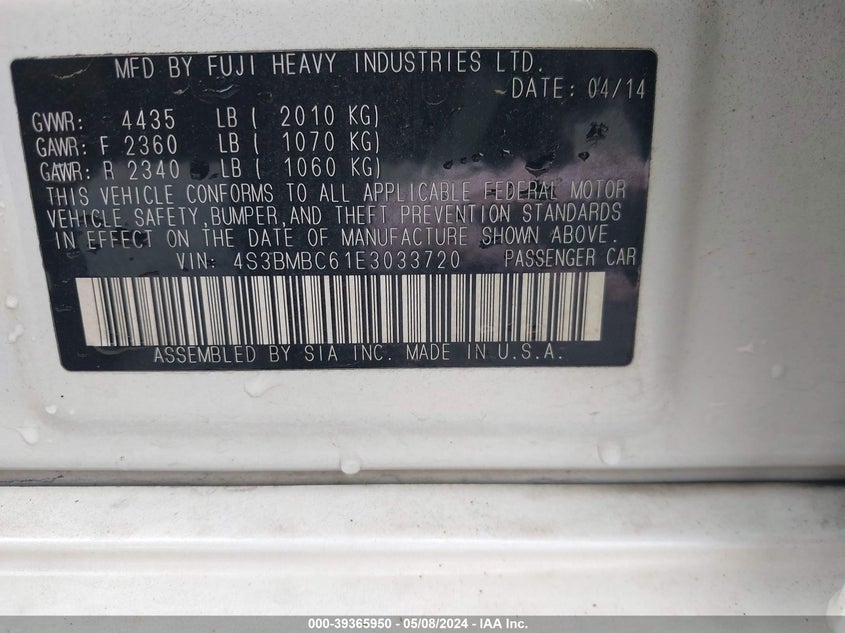 MFD BY FUJI HEAVY INDUSTRIES LTD.
DATE: 04/14
GVWR: 4435 LB ( 2010 KG)
GAWR: F 2360 LB ( 1070 KG)
GAWR: R 2340 LB ( 1060 KG)
THIS VEHICLE CONFORMS TO ALL APPLICABLE FEDERAL MOTOR
VEHICLE SAFETY,BUMPER,AND THEFT PREVENTION STANDARDS
IN EFFECT ON THE DATE OF MANUFACTURE SHOWN ABOVE.
VIN: 4S3BMBC61E3033720 PASSENGER CAR
ASSEMBLED BY SIA INC. MADE IN U.S.A.
000-39365950 - 05/08/2024 - IAA Inc.